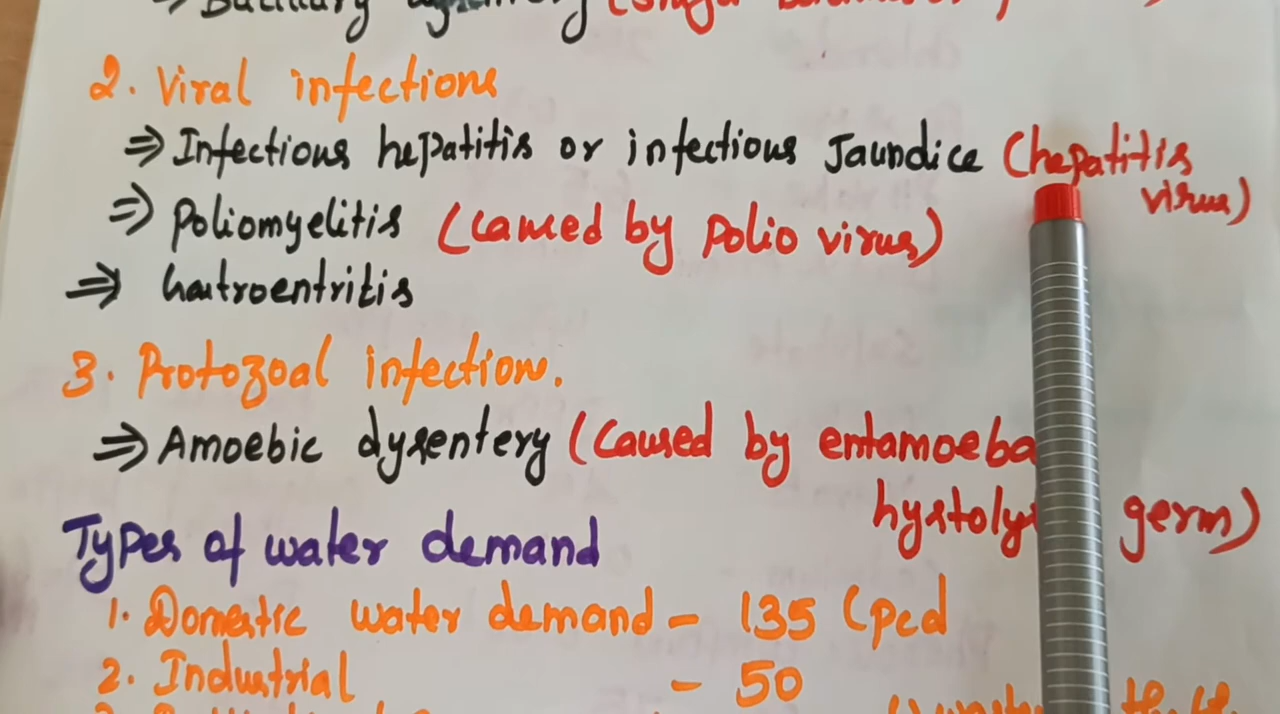 2. Viral infections
⇒ Infectious hepatitis or infectious Jaundice (hepatitis
virus)
⇒ Poliomyelitis (caused by Polio virus)
⇒ Gastroentritis
3. Protozoal infection.
⇒ Amoebic dysentery (Caused by entamoeba
germ)
Types of water demand
1. Domestic water demand - 135 lpcd
2. Industrial - 50